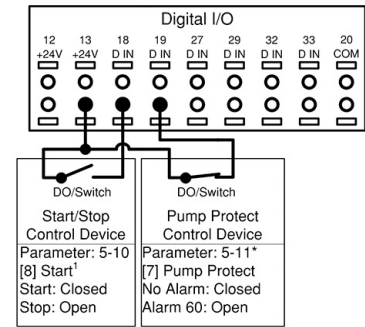 Digital I/O
12 13 18 19 27 29 32 33 20
+24V +24V D IN D IN D IN D IN D IN D IN COM
DO/Switch
Start/Stop
Control Device
Parameter: 5-10
[8] Start¹
Start: Closed
Stop: Open
DO/Switch
Pump Protect
Control Device
Parameter: 5-11*
[7] Pump Protect
No Alarm: Closed
Alarm 60: Open